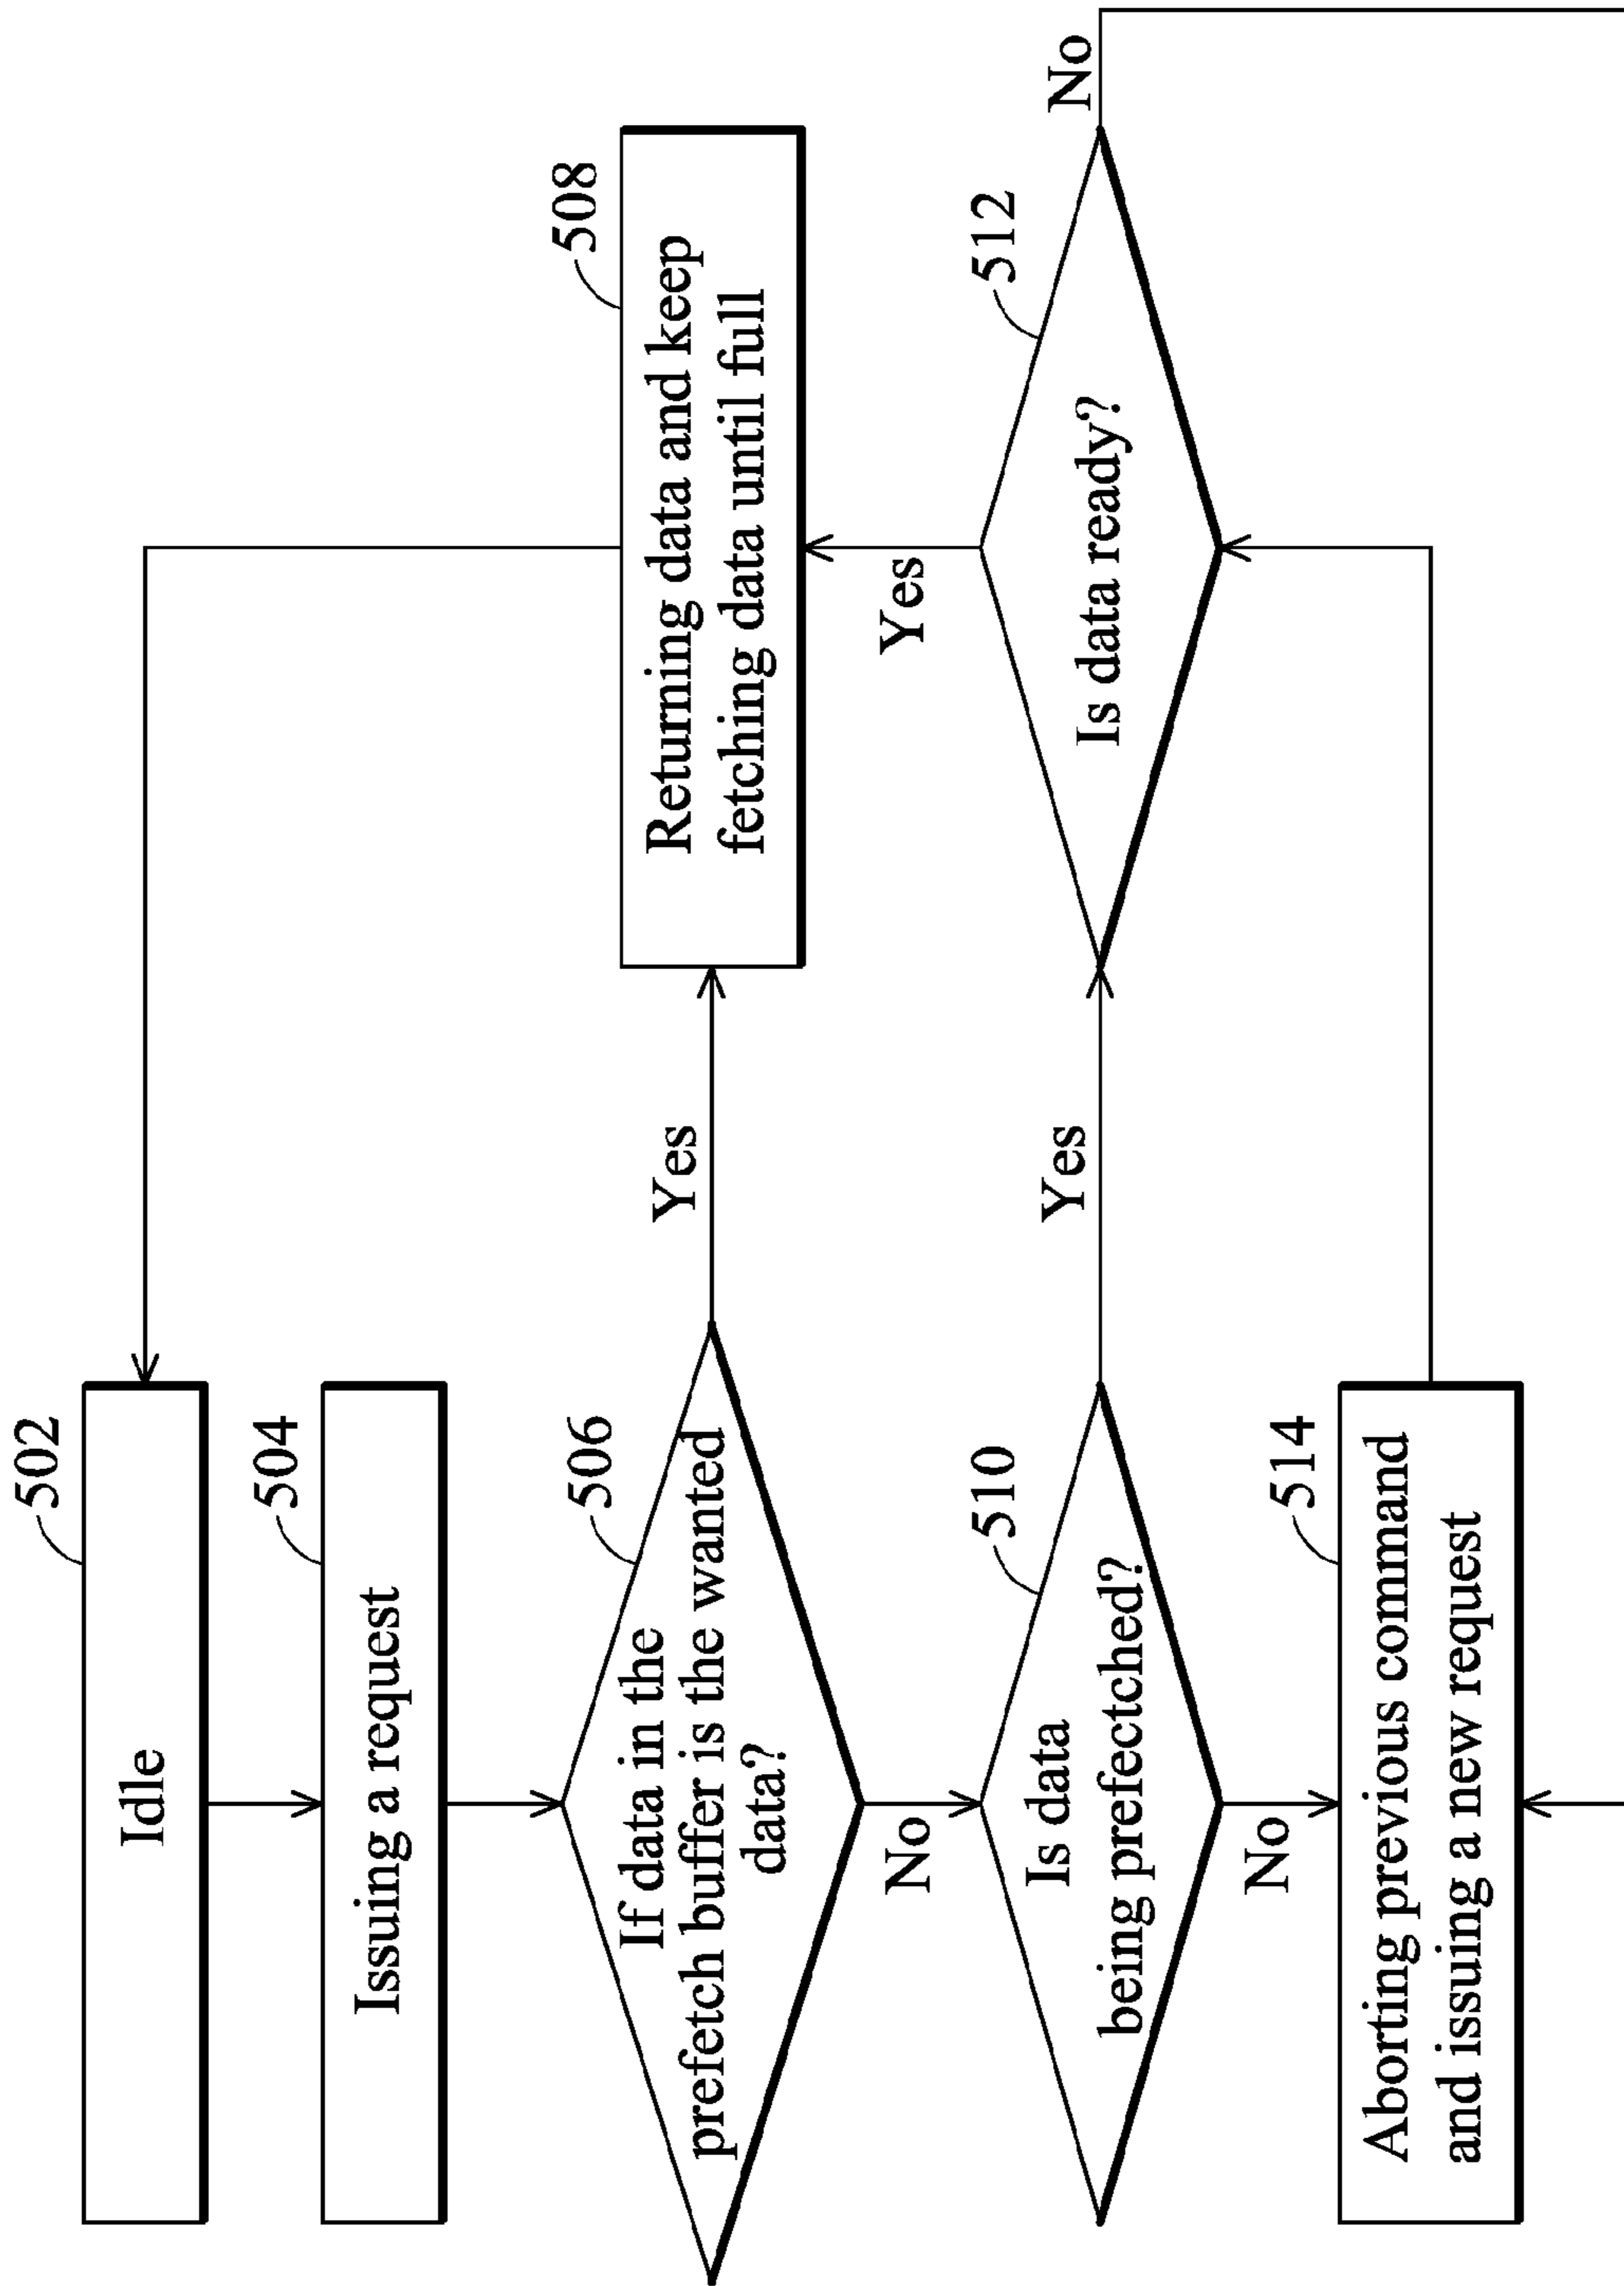 502
Idle
504
Issuing a request
506
If data in the
prefetch buffer is the wanted
data?
Yes
508
Returning data and keep
fetching data until full
No
510
Is data
being prefectched?
Yes
512
Is data ready?
Yes
No
No
514
Aborting previous command
and issuing a new request